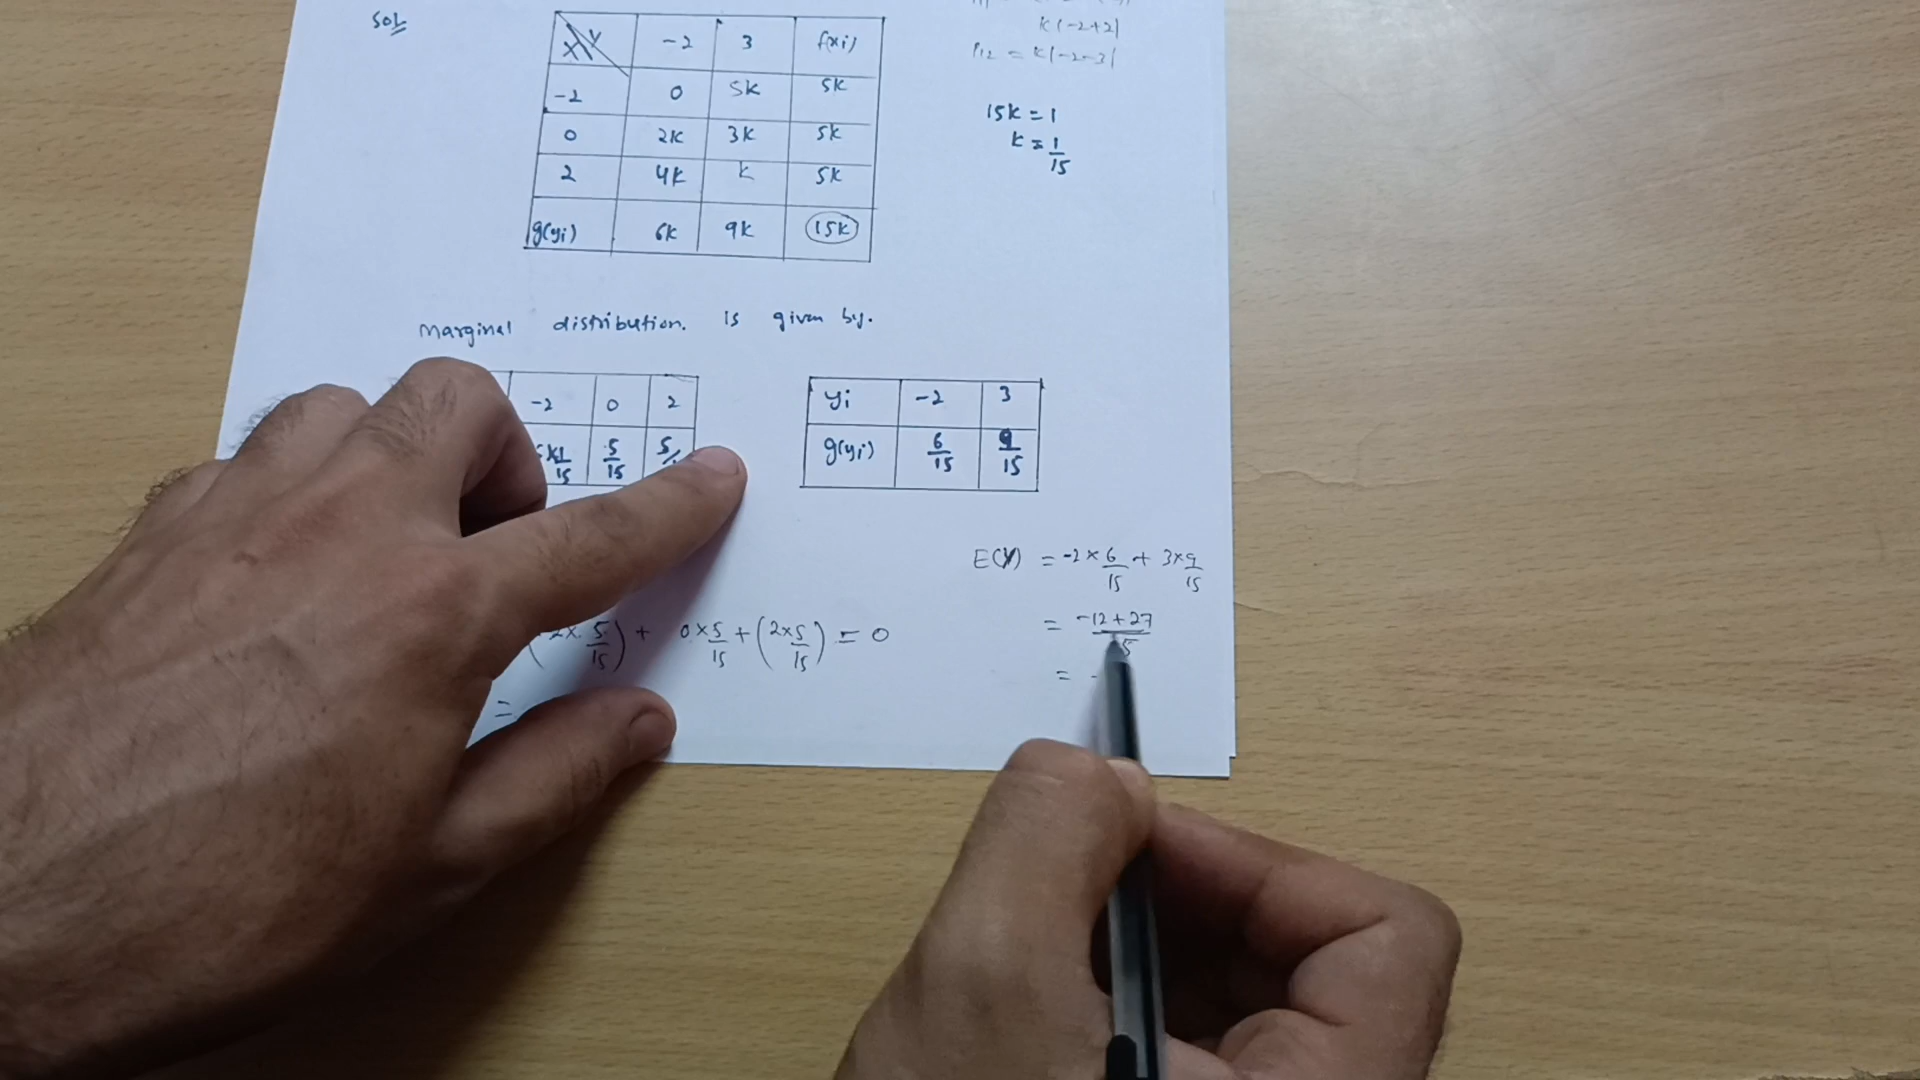 Sol
k|-2+2|
P12 = k|-2-3|
X Y -2 3 f(xi)
-2 0 5k 5k
0 2k 3k 5k
2 4k k 5k
g(yi) 6k 9k 15k
15k = 1
k = 1/15
Marginal distribution. is given by.
-2 0 2
5/15
yi -2 3
g(yi) 6/15 9/15
E(Y) = -2 × 6/15 + 3×9/15
2× 5/15) + 0×5/15 + (2×5/15) = 0
= -12+27
=
=